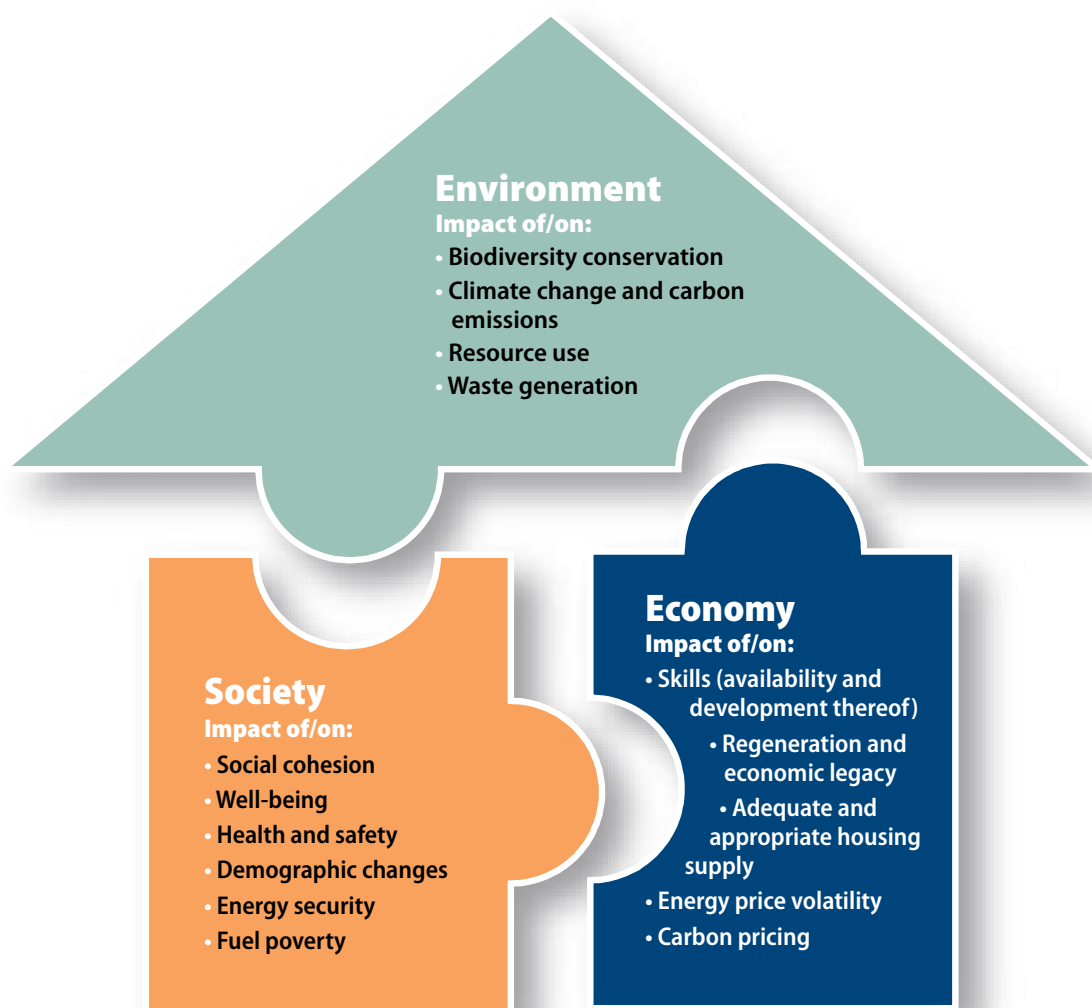 Environment
Impact of/on:
• Biodiversity conservation
• Climate change and carbon
emissions
• Resource use
• Waste generation
Society
Impact of/on:
• Social cohesion
• Well-being
• Health and safety
• Demographic changes
• Energy security
• Fuel poverty
Economy
Impact of/on:
• Skills (availability and
development thereof)
• Regeneration and
economic legacy
• Adequate and
appropriate housing
supply
• Energy price volatility
• Carbon pricing